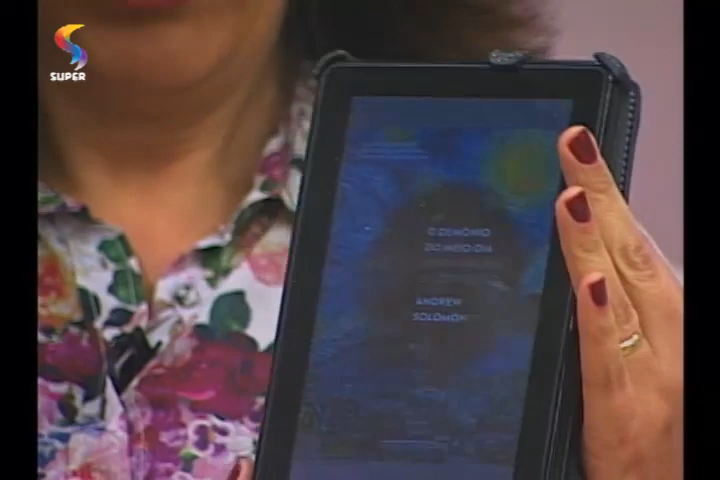 SUPER
O DEMÔNIO
DO MEIO DIA
ANDREW
SOLOMON